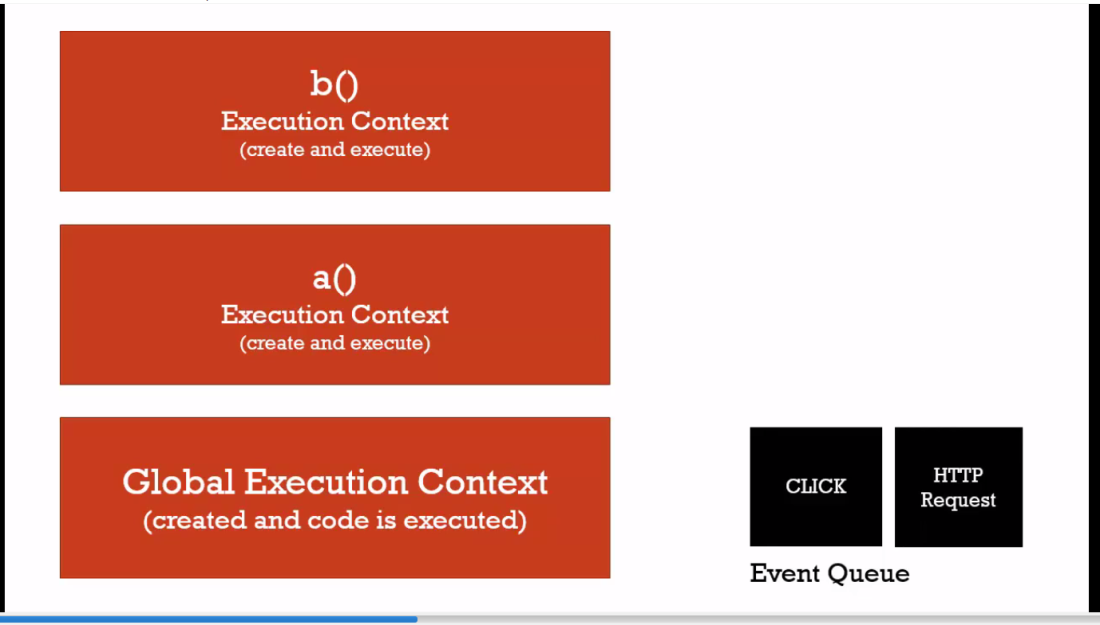 b()
Execution Context
(create and execute)
a()
Execution Context
(create and execute)
Global Execution Context
(created and code is executed)
CLICK
HTTP
Request
Event Queue